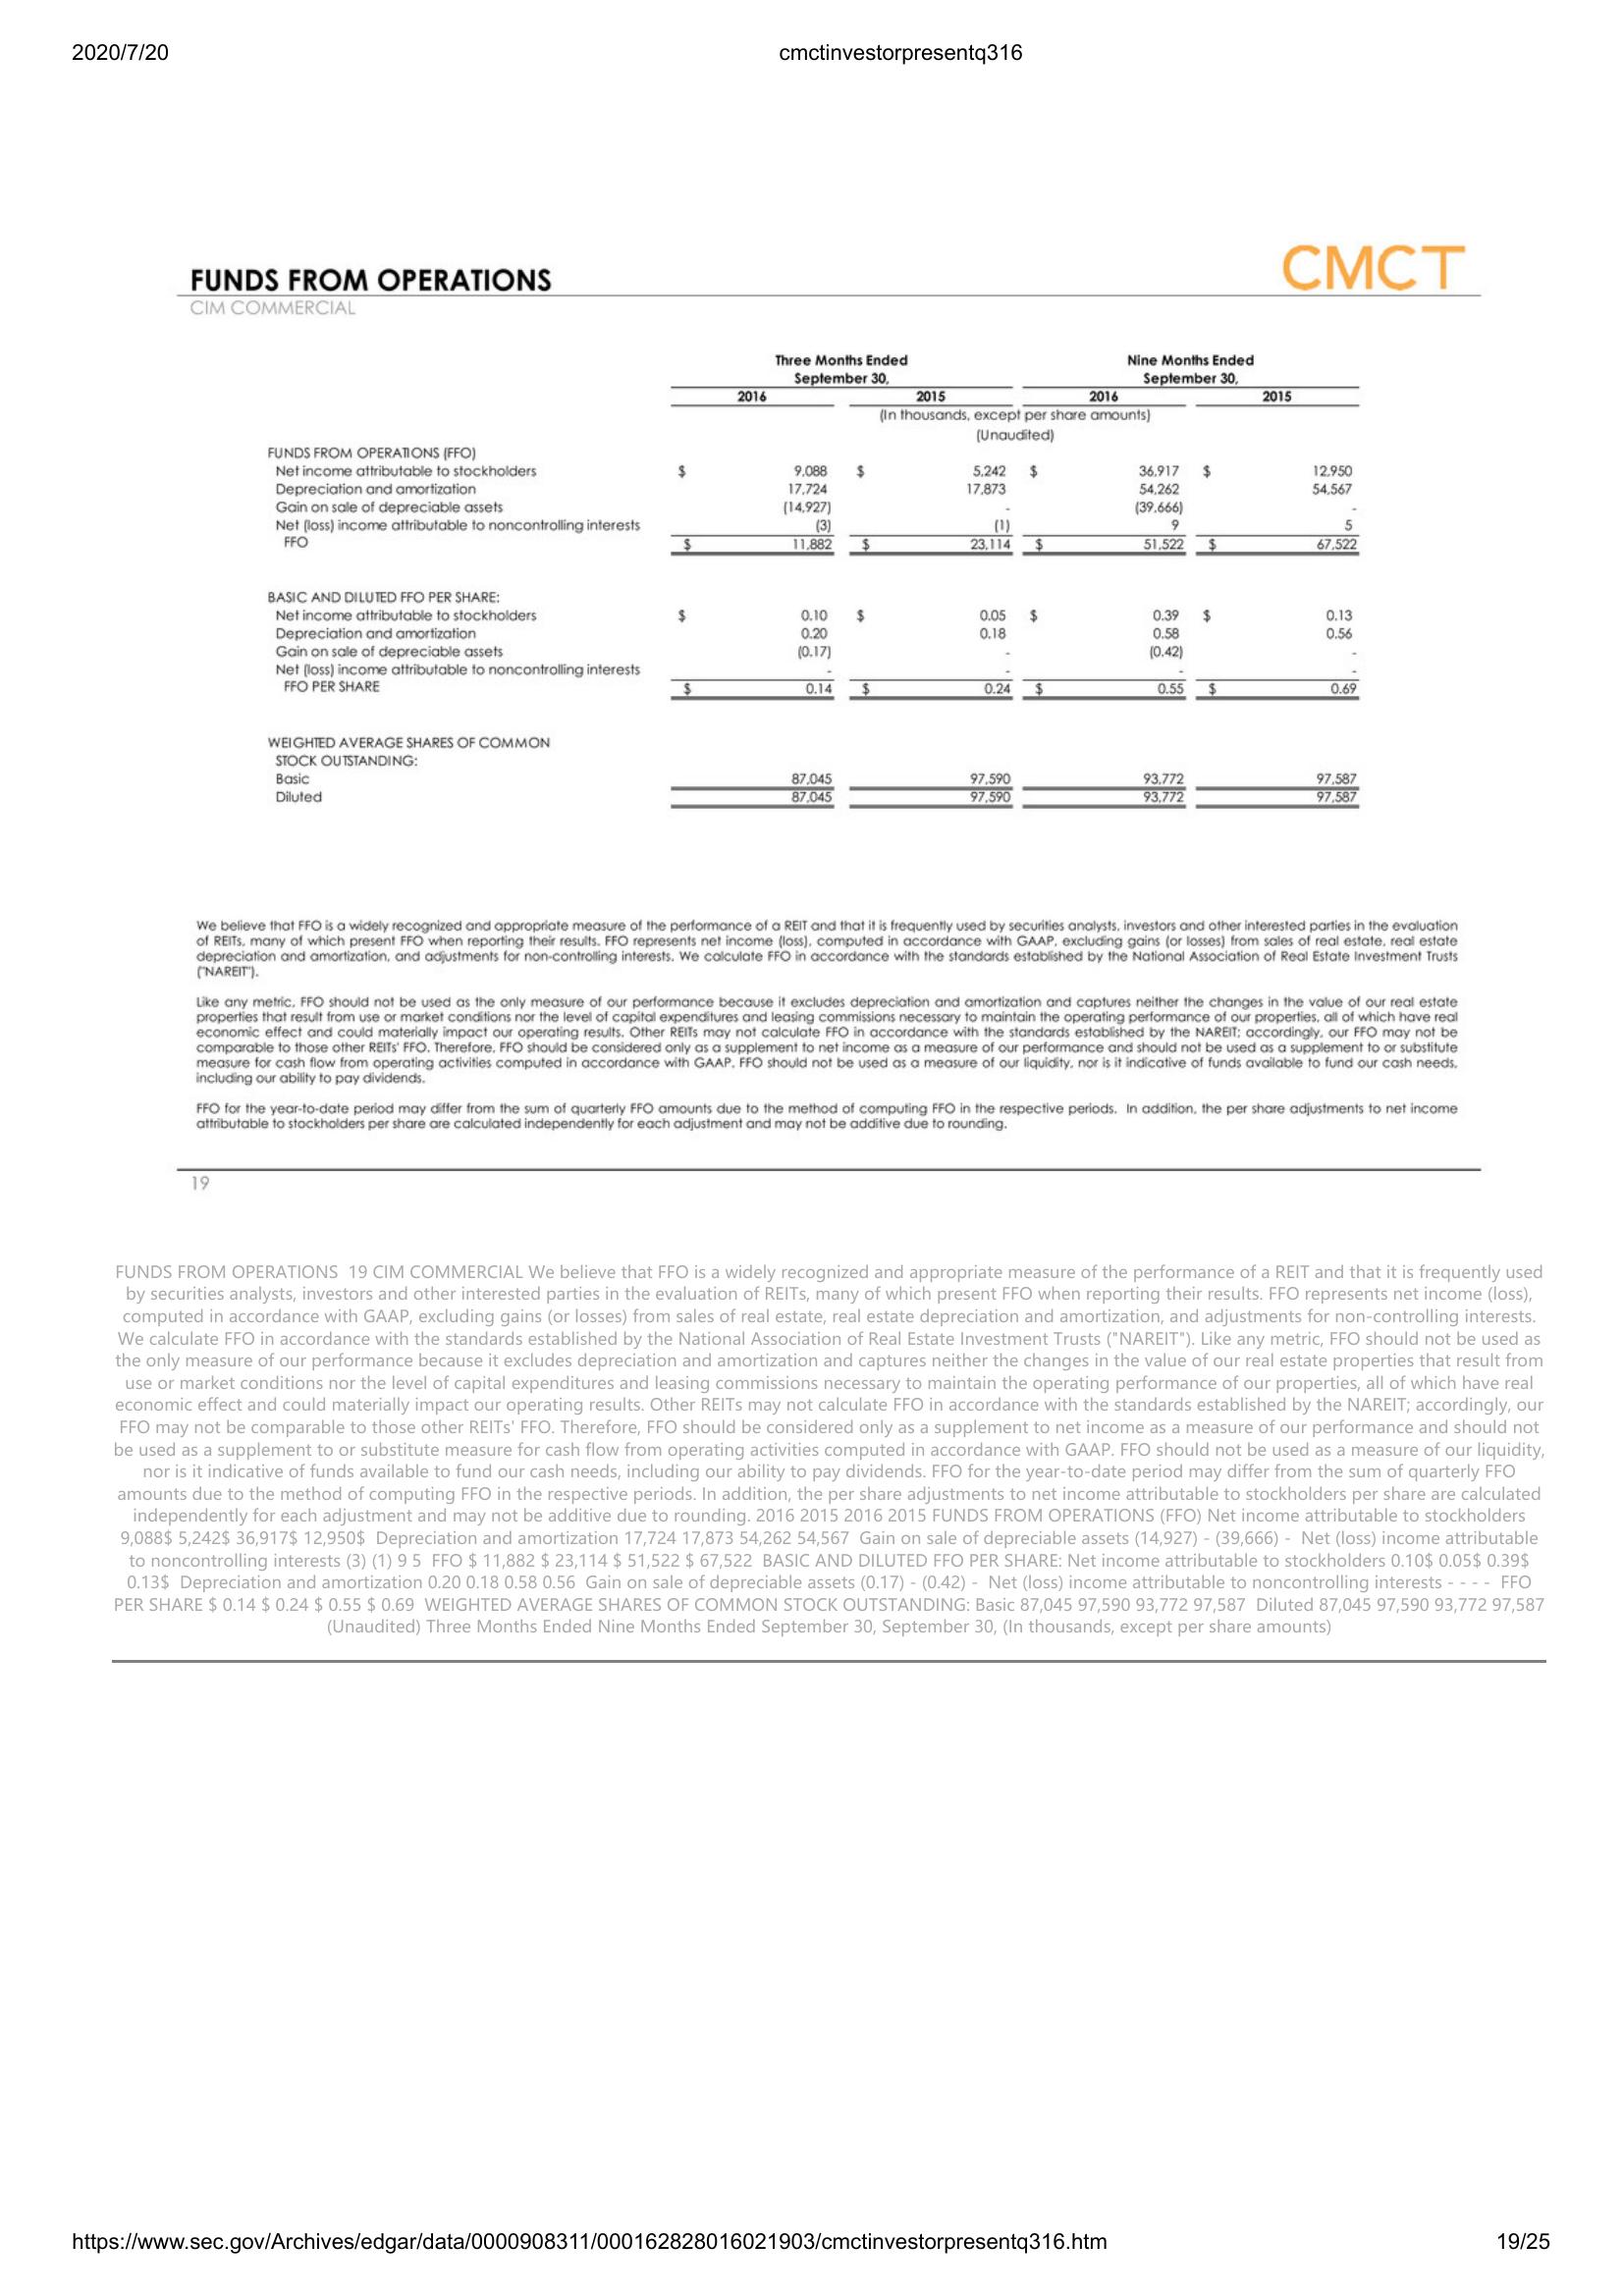 2020/7/20 cmctinvestorpresentq316
FUNDS FROM OPERATIONS CMCT
CIM COMMERCIAL
Three Months Ended Nine Months Ended
September 30, September 30,
2016 2015 2016 2015
(In thousands, except per share amounts)
(Unaudited)
FUNDS FROM OPERATIONS (FFO)
Net income attributable to stockholders $ 9,088 $ 5,242 $ 36,917 $ 12,950
Depreciation and amortization 17,724 17,873 54,262 54,567
Gain on sale of depreciable assets (14,927) - (39,666) -
Net (loss) income attributable to noncontrolling interests (3) (1) 9 5
FFO $ 11,882 $ 23,114 $ 51,522 $ 67,522
BASIC AND DILUTED FFO PER SHARE:
Net income attributable to stockholders $ 0.10 $ 0.05 $ 0.39 $ 0.13
Depreciation and amortization 0.20 0.18 0.58 0.56
Gain on sale of depreciable assets (0.17) - (0.42) -
Net (loss) income attributable to noncontrolling interests - - - -
FFO PER SHARE $ 0.14 $ 0.24 $ 0.55 $ 0.69
WEIGHTED AVERAGE SHARES OF COMMON
STOCK OUTSTANDING:
Basic 87,045 97,590 93,772 97,587
Diluted 87,045 97,590 93,772 97,587
We believe that FFO is a widely recognized and appropriate measure of the performance of a REIT and that it is frequently used by securities analysts, investors and other interested parties in the evaluation
of REITs, many of which present FFO when reporting their results. FFO represents net income (loss), computed in accordance with GAAP, excluding gains (or losses) from sales of real estate, real estate
depreciation and amortization, and adjustments for non-controlling interests. We calculate FFO in accordance with the standards established by the National Association of Real Estate Investment Trusts
("NAREIT").
Like any metric, FFO should not be used as the only measure of our performance because it excludes depreciation and amortization and captures neither the changes in the value of our real estate
properties that result from use or market conditions nor the level of capital expenditures and leasing commissions necessary to maintain the operating performance of our properties, all of which have real
economic effect and could materially impact our operating results. Other REITs may not calculate FFO in accordance with the standards established by the NAREIT; accordingly, our FFO may not be
comparable to those other REITs' FFO. Therefore, FFO should be considered only as a supplement to net income as a measure of our performance and should not be used as a supplement to or substitute
measure for cash flow from operating activities computed in accordance with GAAP. FFO should not be used as a measure of our liquidity, nor is it indicative of funds available to fund our cash needs,
including our ability to pay dividends.
FFO for the year-to-date period may differ from the sum of quarterly FFO amounts due to the method of computing FFO in the respective periods. In addition, the per share adjustments to net income
attributable to stockholders per share are calculated independently for each adjustment and may not be additive due to rounding.
19
FUNDS FROM OPERATIONS 19 CIM COMMERCIAL We believe that FFO is a widely recognized and appropriate measure of the performance of a REIT and that it is frequently used
by securities analysts, investors and other interested parties in the evaluation of REITs, many of which present FFO when reporting their results. FFO represents net income (loss),
computed in accordance with GAAP, excluding gains (or losses) from sales of real estate, real estate depreciation and amortization, and adjustments for non-controlling interests.
We calculate FFO in accordance with the standards established by the National Association of Real Estate Investment Trusts ("NAREIT"). Like any metric, FFO should not be used as
the only measure of our performance because it excludes depreciation and amortization and captures neither the changes in the value of our real estate properties that result from
use or market conditions nor the level of capital expenditures and leasing commissions necessary to maintain the operating performance of our properties, all of which have real
economic effect and could materially impact our operating results. Other REITs may not calculate FFO in accordance with the standards established by the NAREIT; accordingly, our
FFO may not be comparable to those other REITs' FFO. Therefore, FFO should be considered only as a supplement to net income as a measure of our performance and should not
be used as a supplement to or substitute measure for cash flow from operating activities computed in accordance with GAAP. FFO should not be used as a measure of our liquidity,
nor is it indicative of funds available to fund our cash needs, including our ability to pay dividends. FFO for the year-to-date period may differ from the sum of quarterly FFO
amounts due to the method of computing FFO in the respective periods. In addition, the per share adjustments to net income attributable to stockholders per share are calculated
independently for each adjustment and may not be additive due to rounding. 2016 2015 2016 2015 FUNDS FROM OPERATIONS (FFO) Net income attributable to stockholders
9,088$ 5,242$ 36,917$ 12,950$ Depreciation and amortization 17,724 17,873 54,262 54,567 Gain on sale of depreciable assets (14,927) - (39,666) - Net (loss) income attributable
to noncontrolling interests (3) (1) 9 5 FFO $ 11,882 $ 23,114 $ 51,522 $ 67,522 BASIC AND DILUTED FFO PER SHARE: Net income attributable to stockholders 0.10$ 0.05$ 0.39$
0.13$ Depreciation and amortization 0.20 0.18 0.58 0.56 Gain on sale of depreciable assets (0.17) - (0.42) - Net (loss) income attributable to noncontrolling interests - - - - FFO
PER SHARE $ 0.14 $ 0.24 $ 0.55 $ 0.69 WEIGHTED AVERAGE SHARES OF COMMON STOCK OUTSTANDING: Basic 87,045 97,590 93,772 97,587 Diluted 87,045 97,590 93,772 97,587
(Unaudited) Three Months Ended Nine Months Ended September 30, September 30, (In thousands, except per share amounts)
https://www.sec.gov/Archives/edgar/data/0000908311/000162828016021903/cmctinvestorpresentq316.htm 19/25